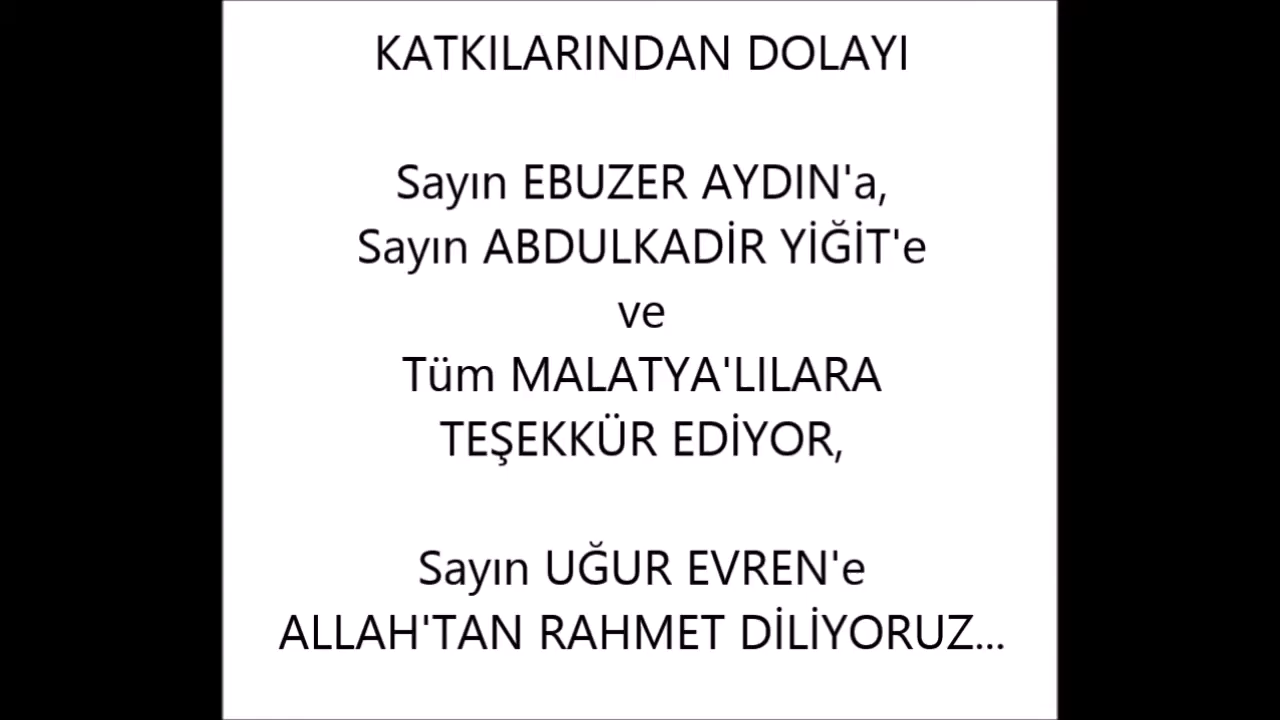 KATKILARINDAN DOLAYI
Sayın EBUZER AYDIN'a,
Sayın ABDULKADİR YİĞİT'e
ve
Tüm MALATYA'LILARA
TEŞEKKÜR EDİYOR,
Sayın UĞUR EVREN'e
ALLAH'TAN RAHMET DİLİYORUZ...